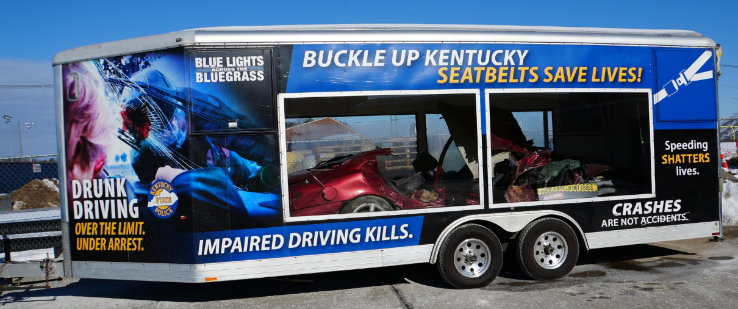 BLUE LIGHTS
ACROSS THE
BLUEGRASS
BUCKLE UP KENTUCKY
SEATBELTS SAVE LIVES!
DRUNK
DRIVING
OVER THE LIMIT.
UNDER ARREST.
KENTUCKY
STATE
POLICE
IMPAIRED DRIVING KILLS.
Speeding
SHATTERS
lives.
CRASHES
ARE NOT ACCIDENTS.